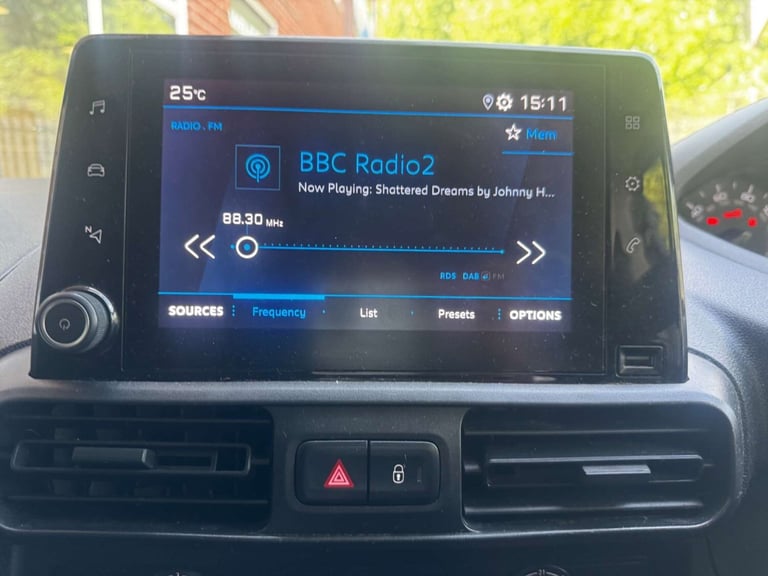 25°C
15:11
RADIO . FM
Mem
BBC Radio2
Now Playing: Shattered Dreams by Johnny H...
88.30 MHz
RDS DAB FM
SOURCES Frequency List Presets OPTIONS
N